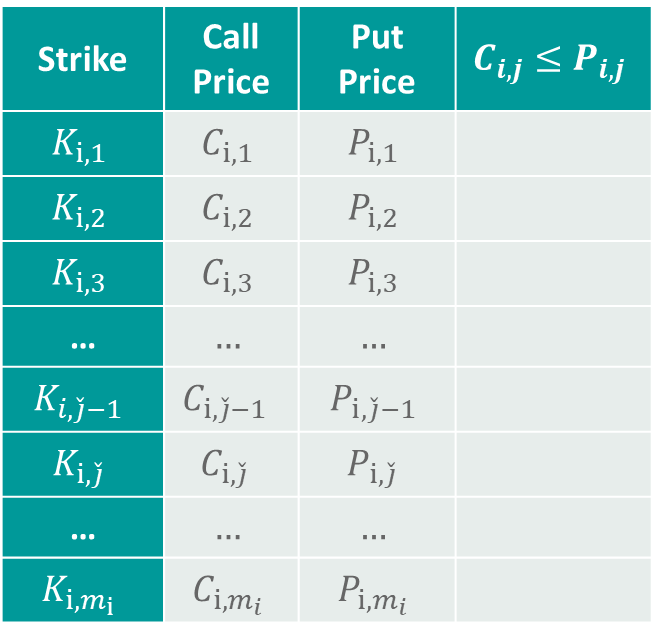 Strike Call Price Put Price C_{i,j} ≤ P_{i,j}
K_{i,1} C_{i,1} P_{i,1}
K_{i,2} C_{i,2} P_{i,2}
K_{i,3} C_{i,3} P_{i,3}
... ... ...
K_{i,ǰ−1} C_{i,ǰ−1} P_{i,ǰ−1}
K_{i,ǰ} C_{i,ǰ} P_{i,ǰ}
... ... ...
K_{i,m_i} C_{i,m_i} P_{i,m_i}